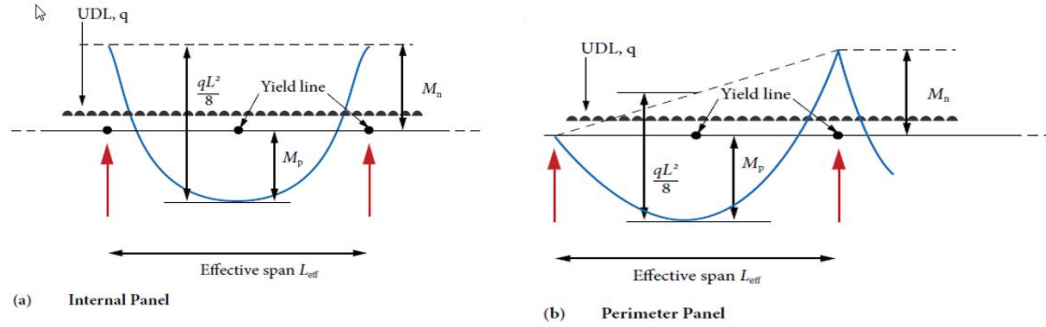 UDL, q
qL²
8
Yield line
Mₙ
Mₚ
Effective span Lₑff
(a) Internal Panel
UDL, q
Yield line
Mₙ
qL²
8
Mₚ
Effective span Lₑff
(b) Perimeter Panel